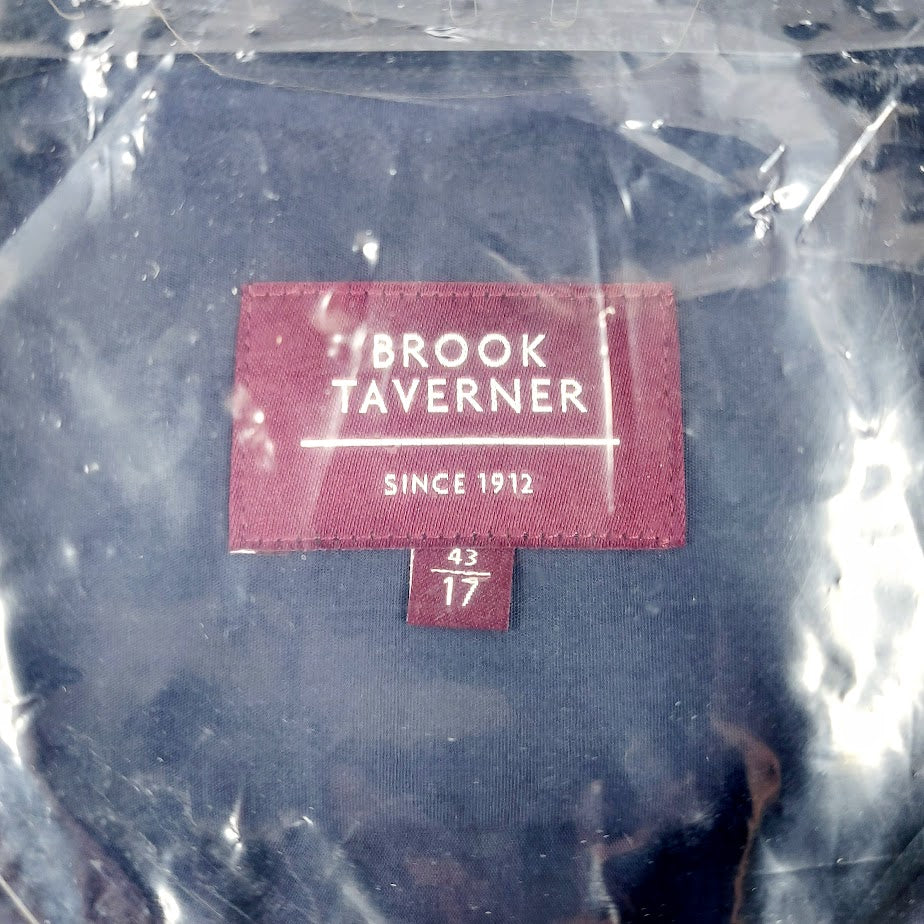 BROOK
TAVERNER
SINCE 1912
43
17